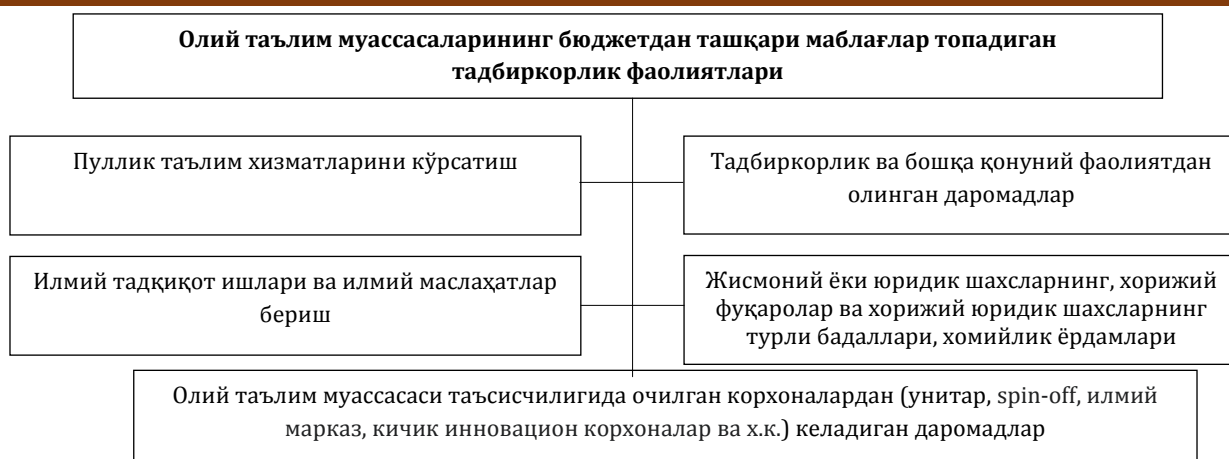 Олий таълим муассасаларининг бюджетдан ташқари маблағлар топадиган
тадбиркорлик фаолиятлари
Пуллик таълим хизматларини кўрсатиш
Тадбиркорлик ва бошқа қонуний фаолиятдан
олинган даромадлар
Илмий тадқиқот ишлари ва илмий маслаҳатлар
бериш
Жисмоний ёки юридик шахсларнинг, хорижий
фуқаролар ва хорижий юридик шахсларнинг
турли бадаллари, хомийлик ёрдамлари
Олий таълим муассасаси таъсисчилигида очилган корхоналардан (унитар, spin-off, илмий
марказ, кичик инновацион корхоналар ва х.к.) келадиган даромадлар